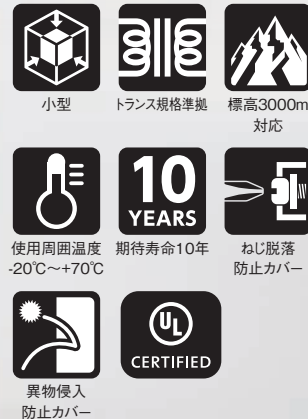 小型
トランス規格準拠
標高3000m
対応
10
YEARS
使用周囲温度
-20℃~+70℃
期待寿命10年
ねじ脱落
防止カバー
UL
CERTIFIED
異物侵入
防止カバー